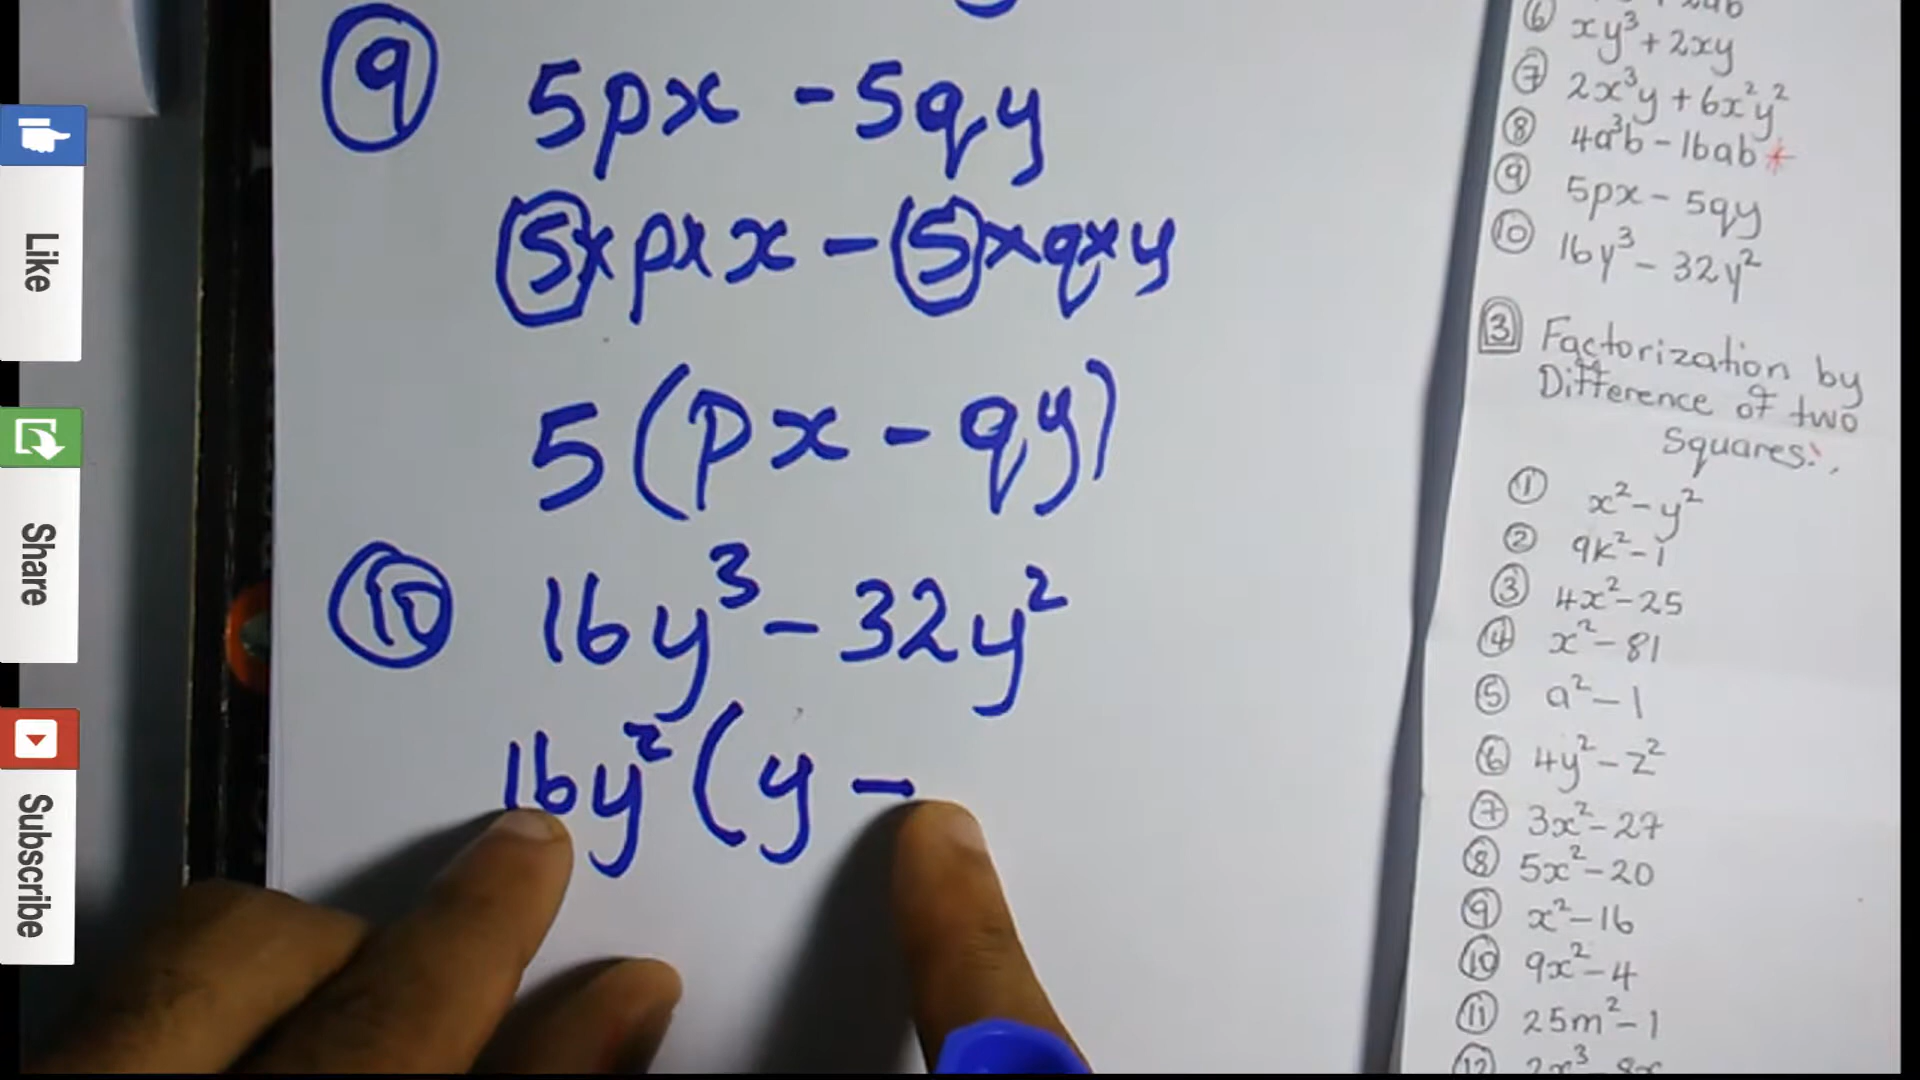 Like
Share
Subscribe
⑨ 5px - 5qy
5×p×x - 5×q×y
5(px - qy)
⑩ 16y³ - 32y²
16y²(y -
⑥ xy³ + 2xy
⑦ 2x³y + 6x²y²
⑧ 4a³b - 16ab *
⑨ 5px - 5qy
⑩ 16y³ - 32y²
3 Factorization by
Difference of two
Squares:.
① x² - y²
② 9k² - 1
③ 4x² - 25
④ x² - 81
⑤ a² - 1
⑥ 4y² - z²
⑦ 3x² - 27
⑧ 5x² - 20
⑨ x² - 16
⑩ 9x² - 4
⑪ 25m² - 1
⑫